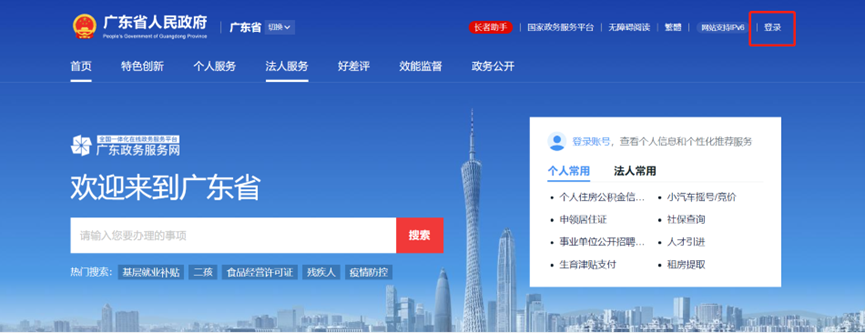 广东省人民政府
People's Government of Guangdong Province
广东省 切换
长者助手 国家政务服务平台 无障碍阅读 繁體 网站支持IPv6 登录
首页 特色创新 个人服务 法人服务 好差评 效能监督 政务公开
全国一体化在线政务服务平台
广东政务服务网
欢迎来到广东省
请输入您要办理的事项 搜索
热门搜索： 基层就业补贴 二孩 食品经营许可证 残疾人 疫情防控
登录账号，查看个人信息和个性化推荐服务
个人常用 法人常用
• 个人住房公积金信... • 小汽车摇号/竞价
• 申领居住证 • 社保查询
• 事业单位公开招聘... • 人才引进
• 生育津贴支付 • 租房提取